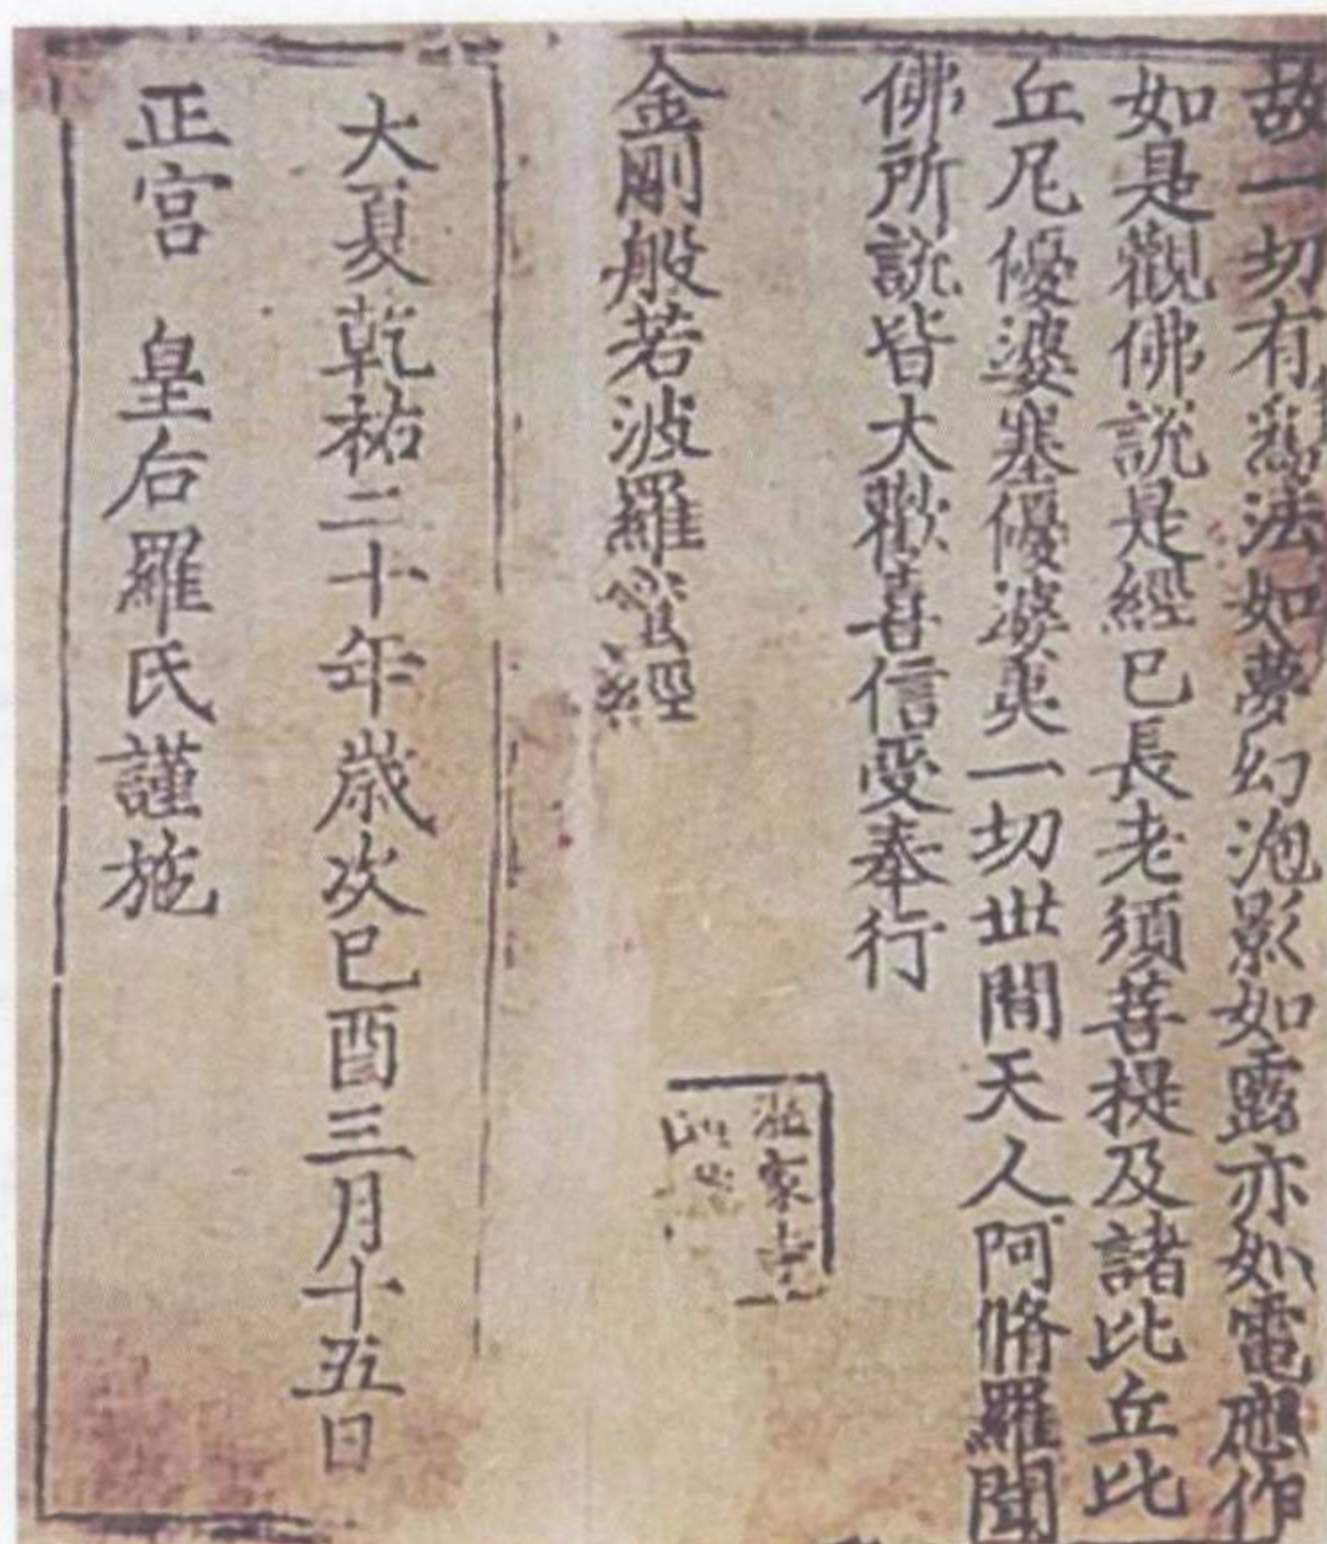 故一切有為法如夢幻泡影如露亦如電應作
如是觀佛說是經已長老須菩提及諸比丘比
丘尼優婆塞優婆夷一切世間天人阿脩羅聞
佛所說皆大歡喜信受奉行
金剛般若波羅蜜經
大夏乾祐二十年歲次己酉三月十五日
正宮 皇后羅氏謹施